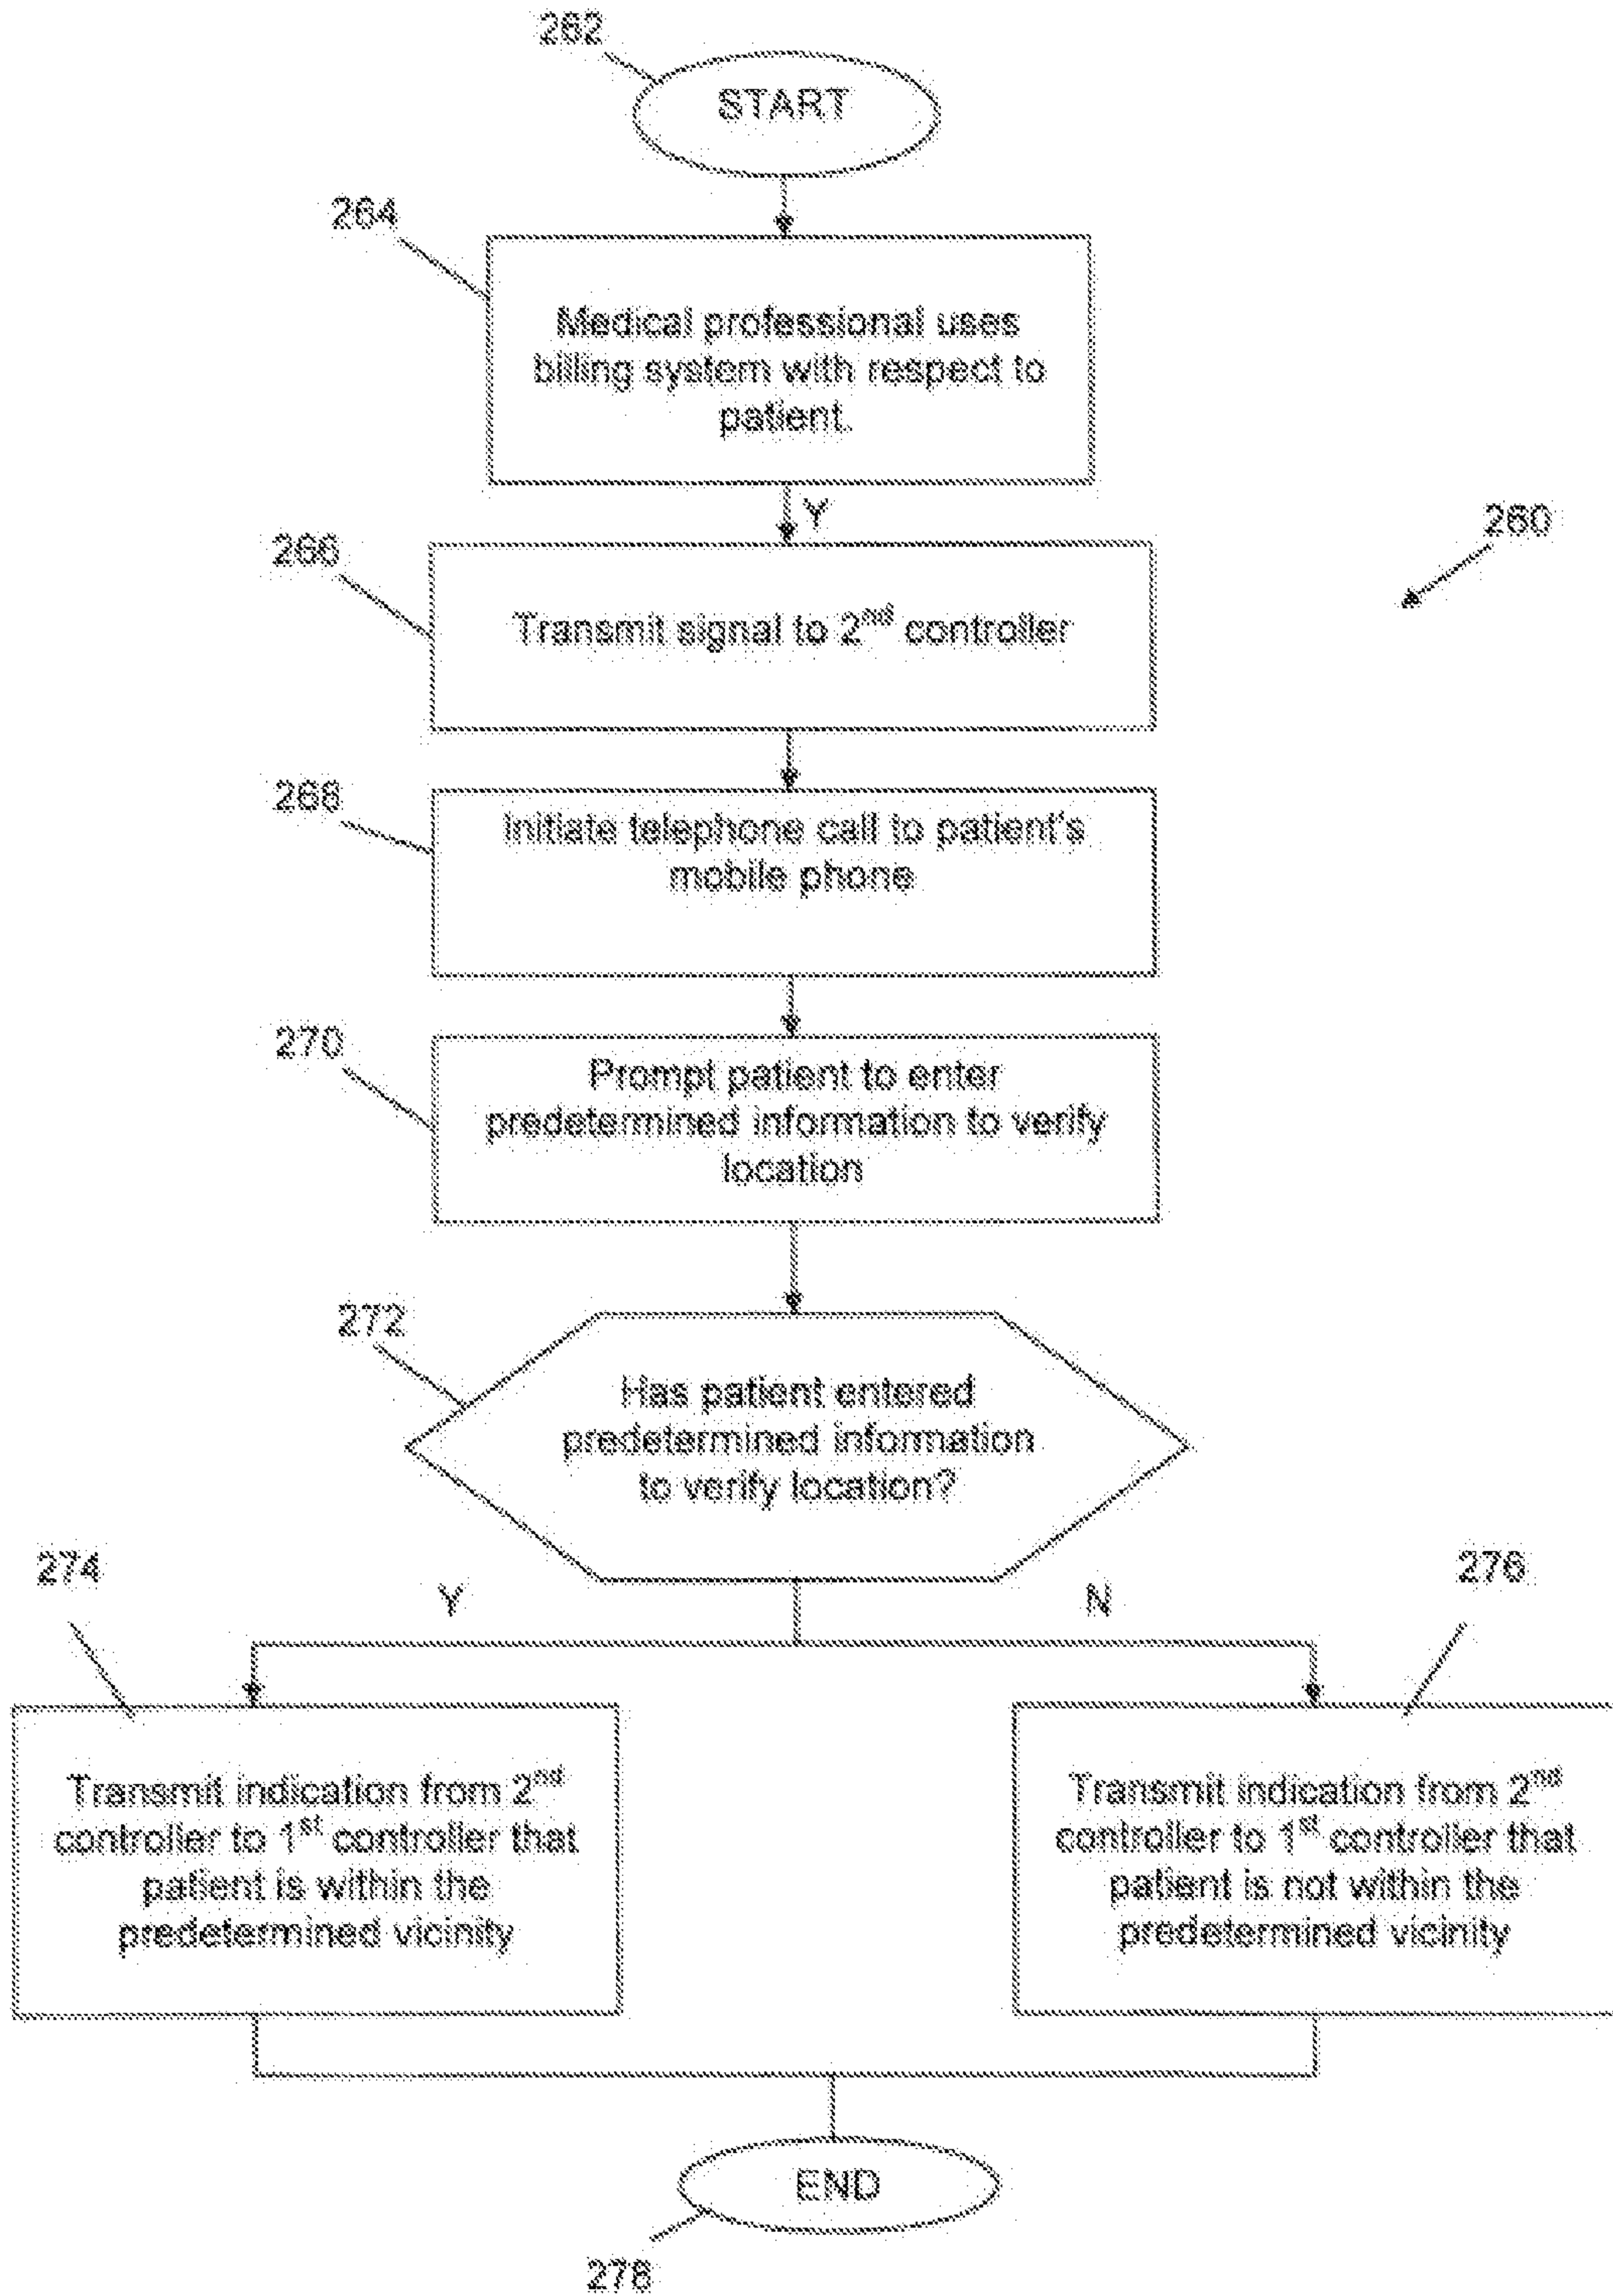 262
START
264
Medical professional uses
billing system with respect to
patient.
Y
266
Transmit signal to 2nd controller
260
268
Initiate telephone call to patient's
mobile phone
270
Prompt patient to enter
predetermined information to verify
location
272
Has patient entered
predetermined information
to verify location?
274
Y
N
276
Transmit indication from 2nd
controller to 1st controller that
patient is within the
predetermined vicinity
Transmit indication from 2nd
controller to 1st controller that
patient is not within the
predetermined vicinity
END
278